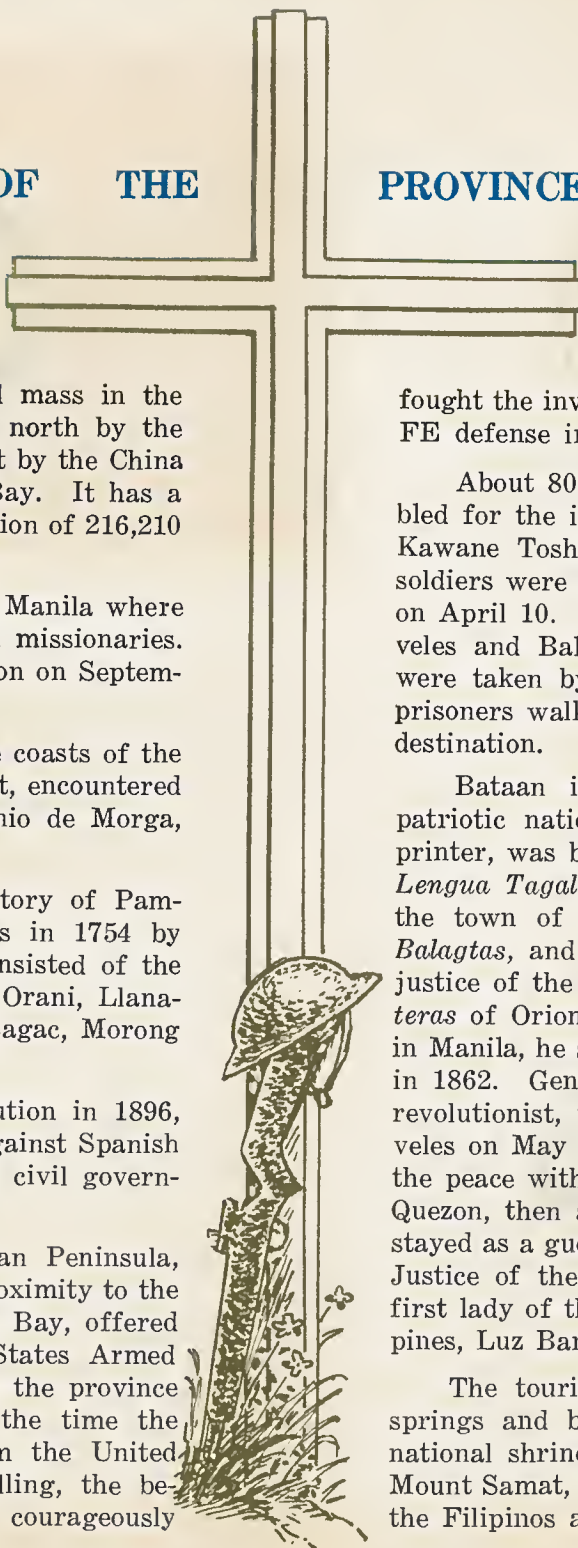 OF THE PROVINCE
l mass in the
north by the
t by the China
Bay. It has a
tion of 216,210
Manila where
missionaries.
on on Septem-
e coasts of the
t, encountered
nio de Morga,
tory of Pam-
s in 1754 by
nsisted of the
Orani, Llana-
agac, Morong
ution in 1896,
gainst Spanish
civil govern-
an Peninsula,
oximity to the
Bay, offered
States Armed
the province
the time the
m the United
lling, the be-
courageously
fought the inv
FE defense in
About 80
bled for the i
Kawane Tosh
soldiers were
on April 10.
veles and Bal
were taken by
prisoners walk
destination.
Bataan i
patriotic natio
printer, was b
Lengua Tagal
the town of
Balagtas, and
justice of the
teras of Orion
in Manila, he s
in 1862. Gen
revolutionist,
veles on May
the peace with
Quezon, then a
stayed as a gue
Justice of the
first lady of th
pines, Luz Ban
The touri
springs and b
national shrine
Mount Samat,
the Filipinos a